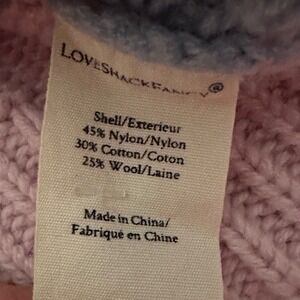 LOVESHACKFANCY®
Shell/Exterieur
45% Nylon/Nylon
30% Cotton/Coton
25% Wool/Laine
Made in China/
Fabriqué en Chine